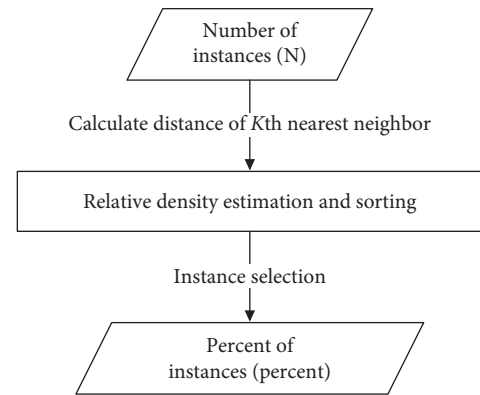 Number of
instances (N)
Calculate distance of Kth nearest neighbor
Relative density estimation and sorting
Instance selection
Percent of
instances (percent)